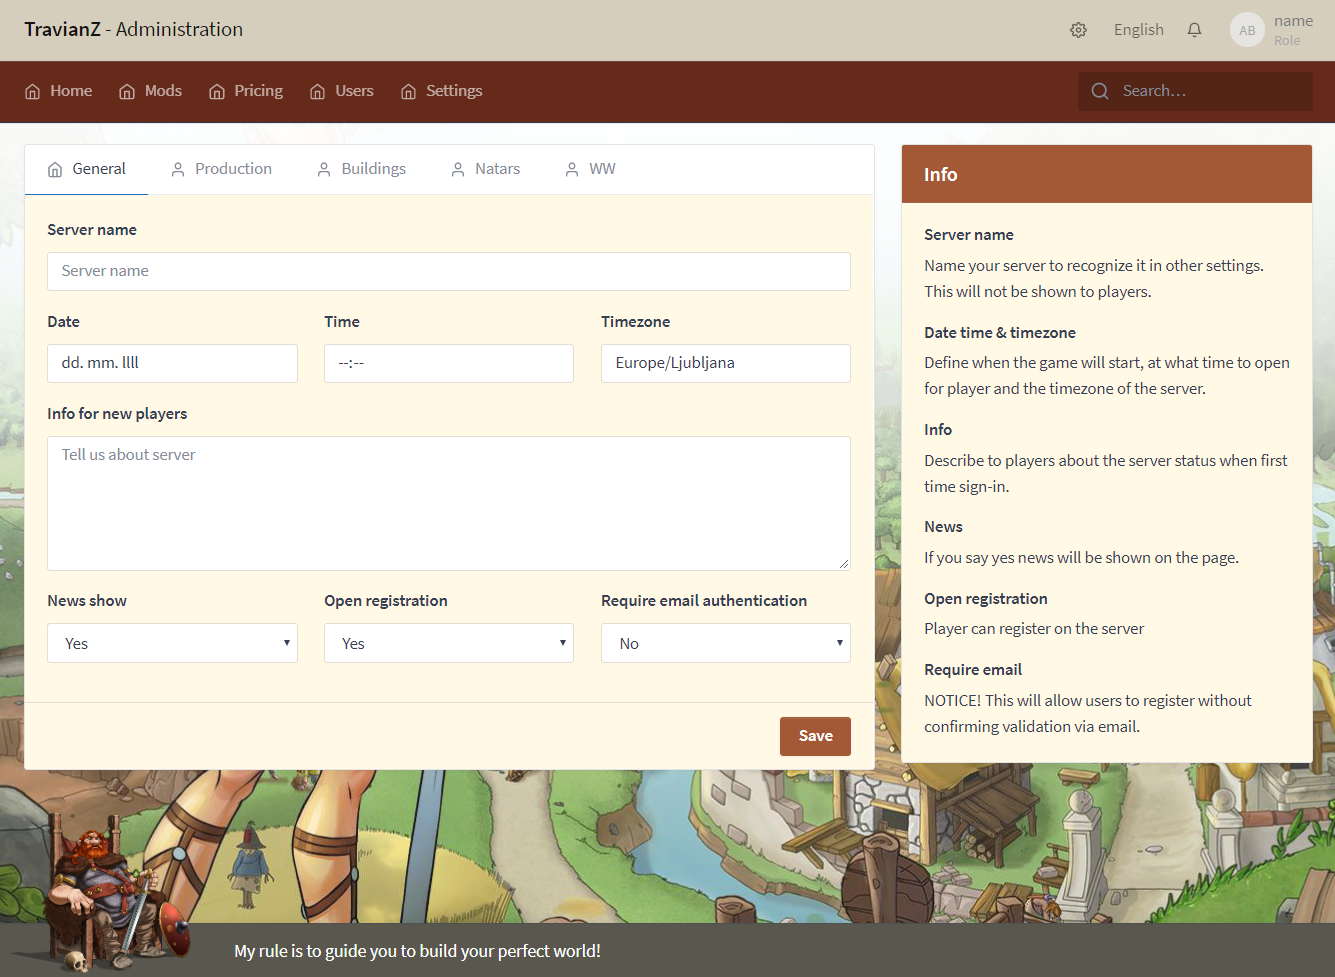 TravianZ - Administration
English
AB
name
Role
Home
Mods
Pricing
Users
Settings
Search…
General
Production
Buildings
Natars
WW
Server name
Server name
Date
Time
Timezone
dd. mm. llll
--:--
Europe/Ljubljana
Info for new players
Tell us about server
News show
Open registration
Require email authentication
Yes
Yes
No
Save
Info
Server name
Name your server to recognize it in other settings.
This will not be shown to players.
Date time & timezone
Define when the game will start, at what time to open
for player and the timezone of the server.
Info
Describe to players about the server status when first
time sign-in.
News
If you say yes news will be shown on the page.
Open registration
Player can register on the server
Require email
NOTICE! This will allow users to register without
confirming validation via email.
My rule is to guide you to build your perfect world!